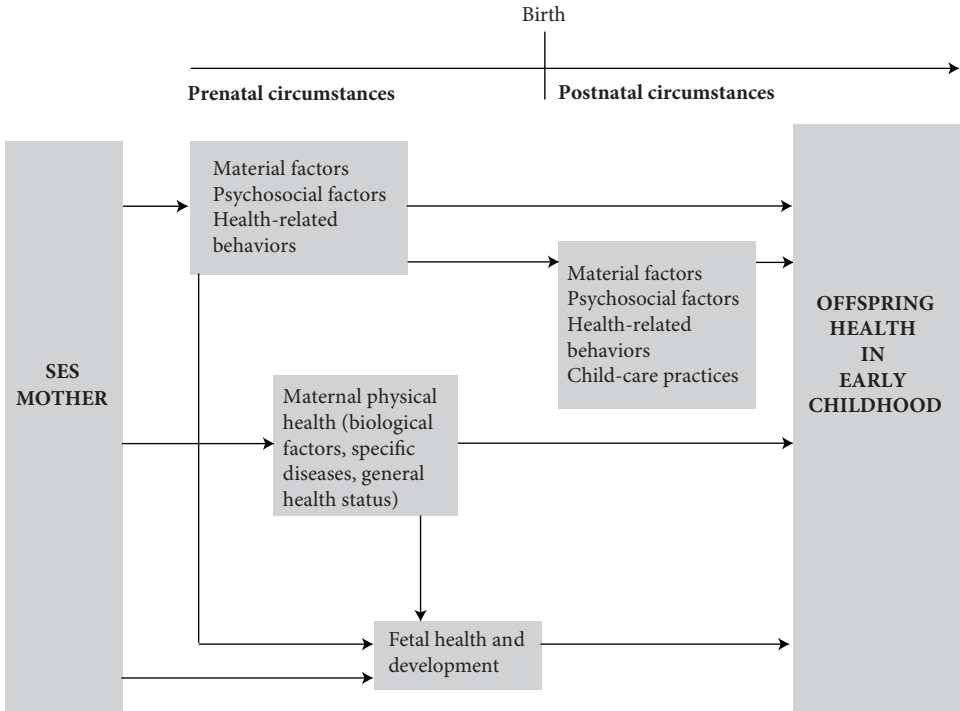 Birth
Prenatal circumstances
Postnatal circumstances
SES
MOTHER
Material factors
Psychosocial factors
Health-related
behaviors
Material factors
Psychosocial factors
Health-related
behaviors
Child-care practices
Maternal physical
health (biological
factors, specific
diseases, general
health status)
Fetal health and
development
OFFSPRING
HEALTH
IN
EARLY
CHILDHOOD